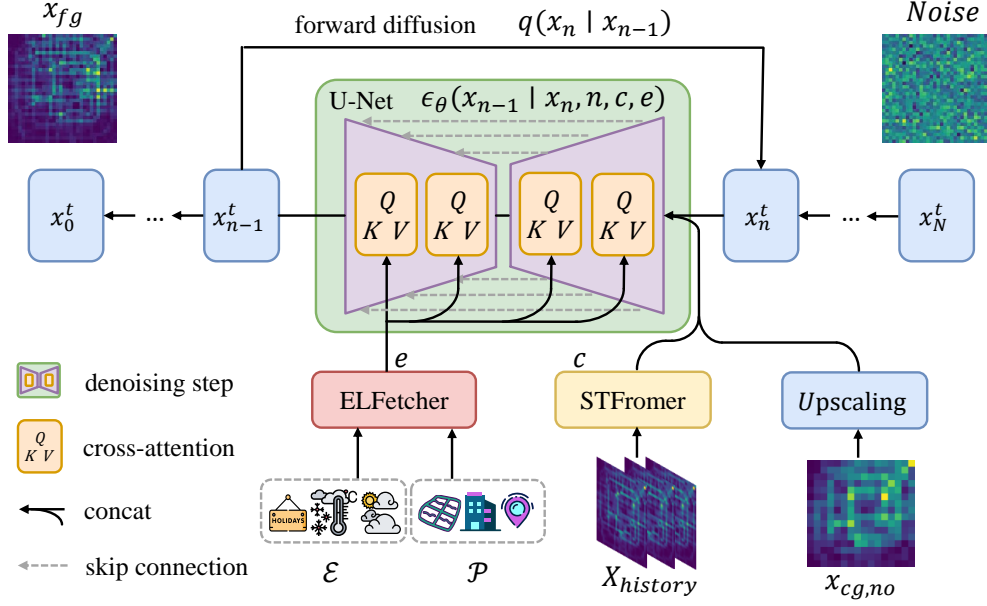 x_{fg}
forward diffusion q(x_n | x_{n-1})
Noise
U-Net ϵ_θ(x_{n-1} | x_n, n, c, e)
x_0^t
...
x_{n-1}^t
Q
K V
Q
K V
Q
K V
Q
K V
x_n^t
...
x_N^t
e
c
denoising step
ELFetcher
STFromer
Upscaling
Q
K V
cross-attention
concat
HOLIDAYS
°C
skip connection
ℰ
𝒫
X_{history}
x_{cg,no}